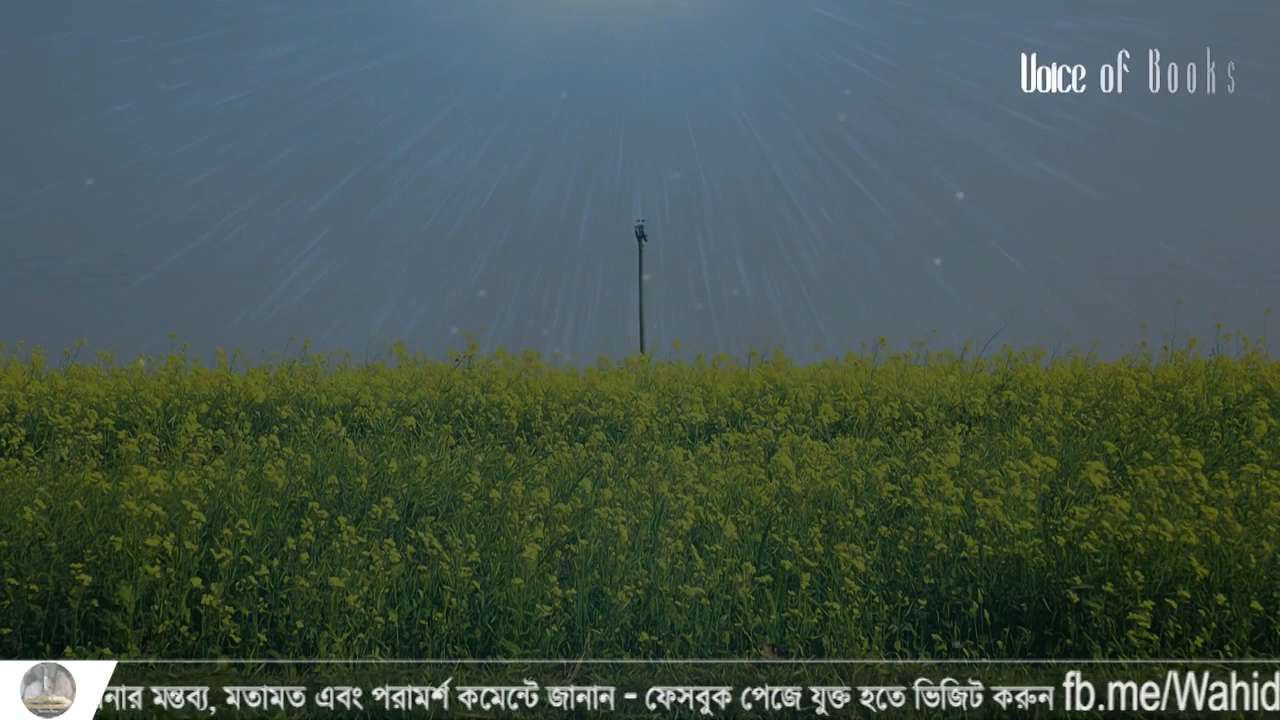 Voice of Books
মন্তব্য, মতামত এবং পরামর্শ কমেন্টে জানান - ফেসবুক পেজে যুক্ত হতে ভিজিট করুন fb.me/Wahid